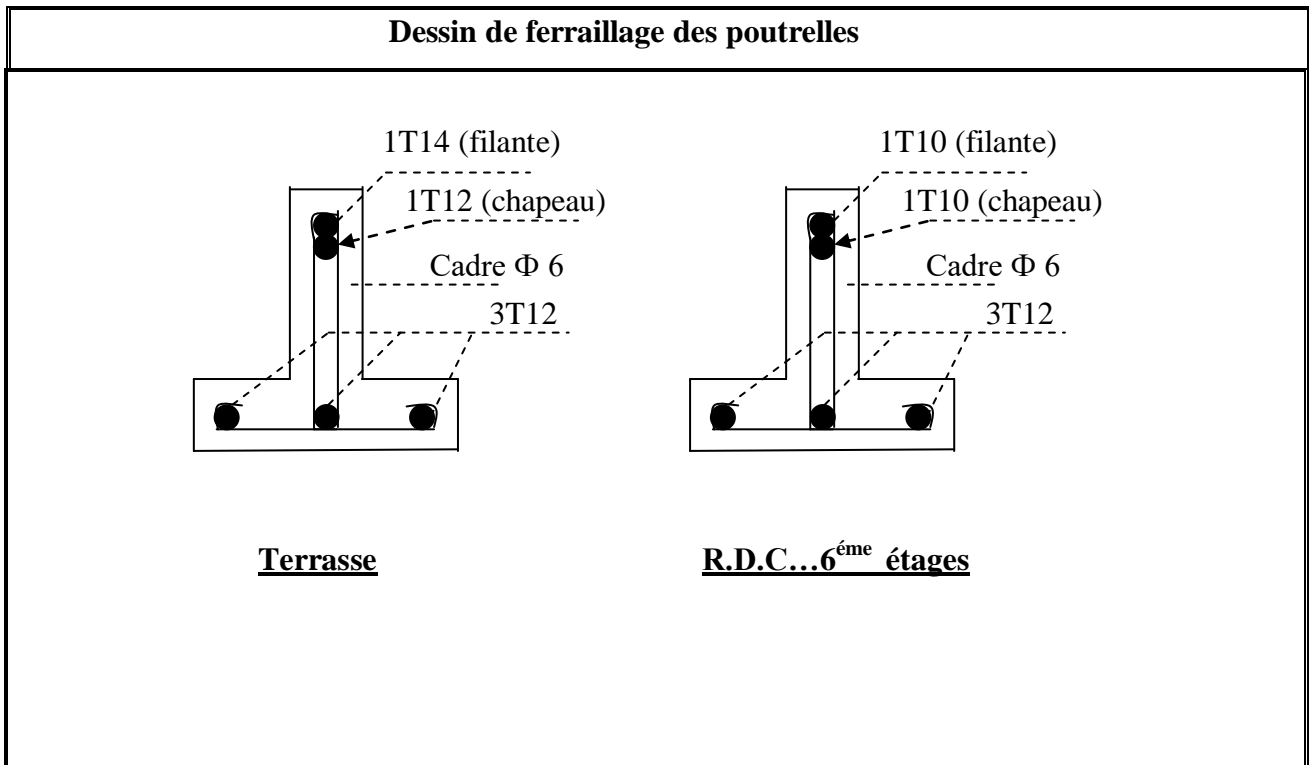 Dessin de ferraillage des poutrelles
1T14 (filante)
1T12 (chapeau)
Cadre Φ 6
3T12
Terrasse
1T10 (filante)
1T10 (chapeau)
Cadre Φ 6
3T12
R.D.C…6éme étages